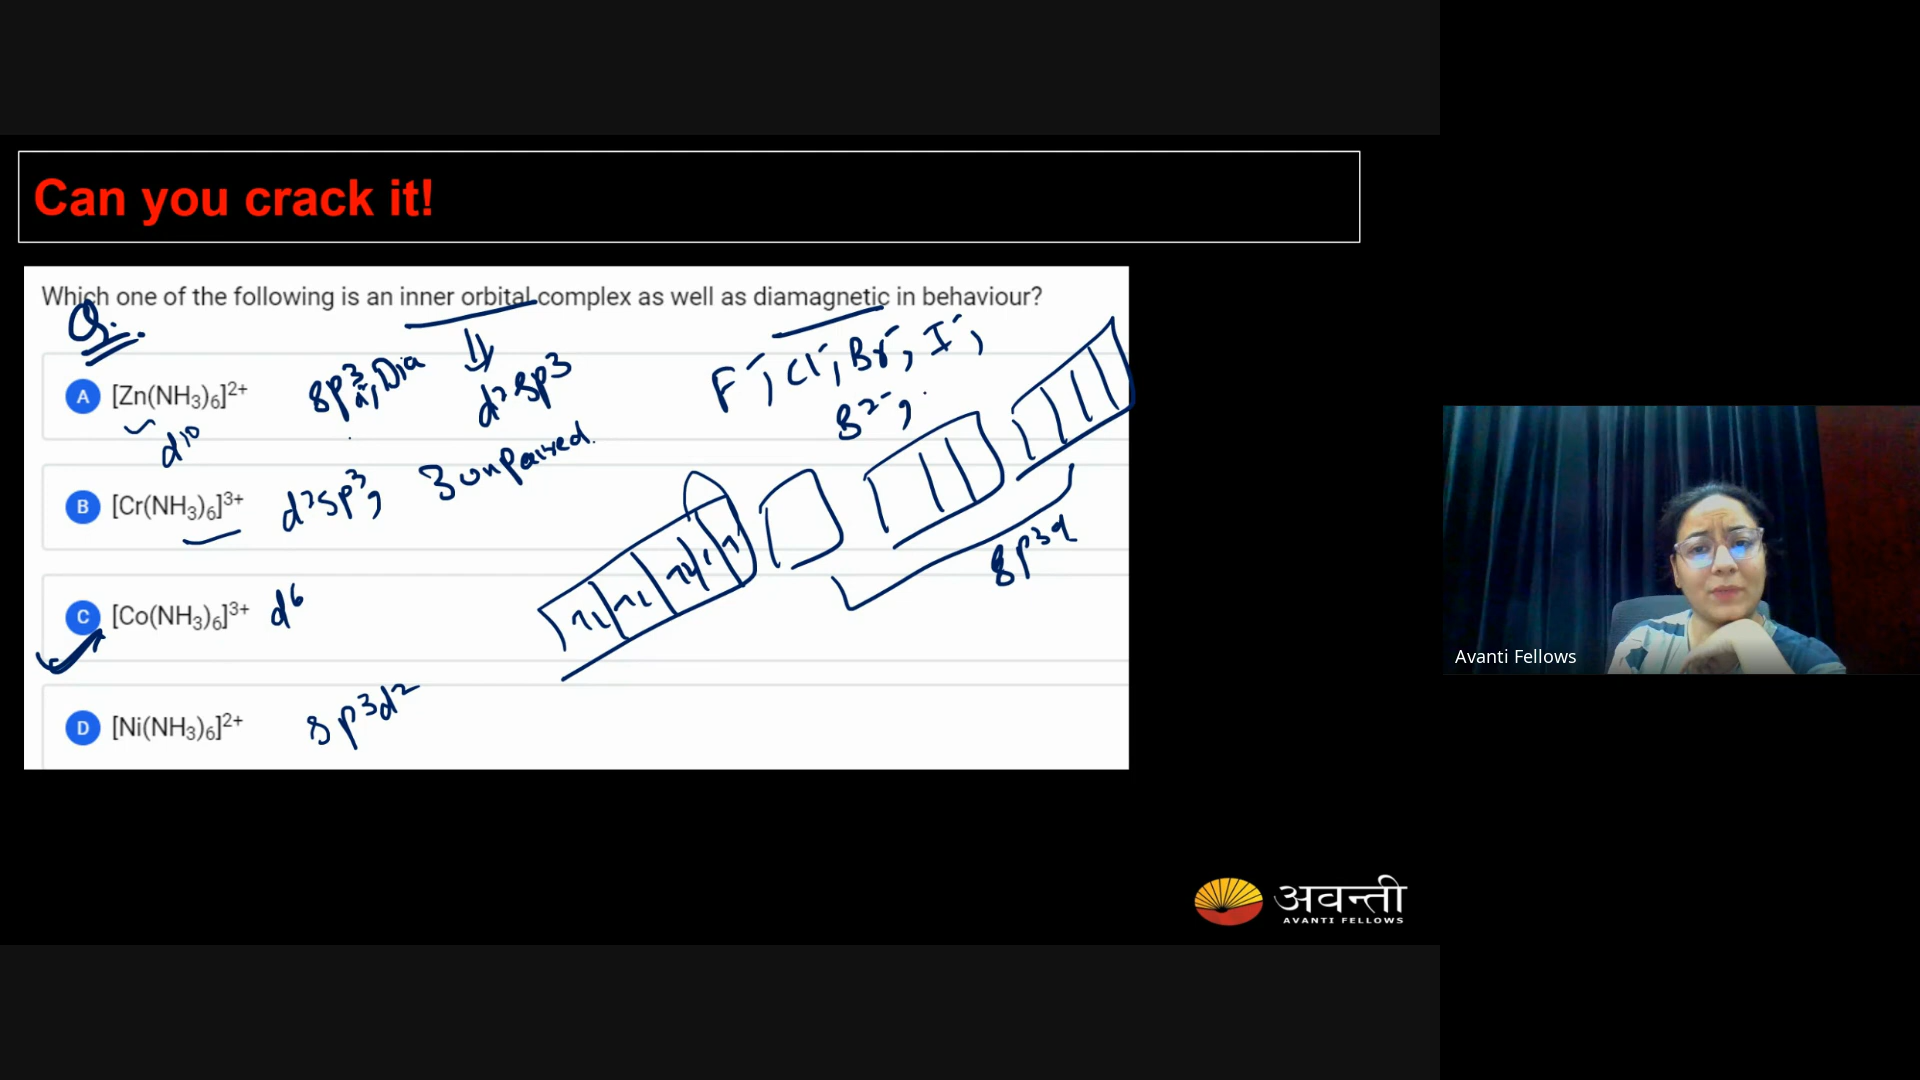 Can you crack it!
Which one of the following is an inner orbital complex as well as diamagnetic in behaviour?
Q.
A [Zn(NH₃)₆]²⁺ sp³d², Dia
d¹⁰
d²sp³
F⁻, Cl⁻, Br⁻, I⁻,
S²⁻,
B [Cr(NH₃)₆]³⁺ d²sp³, 3 unpaired.
C [Co(NH₃)₆]³⁺ d⁶
sp³d
D [Ni(NH₃)₆]²⁺ sp³d²
Avanti Fellows
अवन्ती
AVANTI FELLOWS